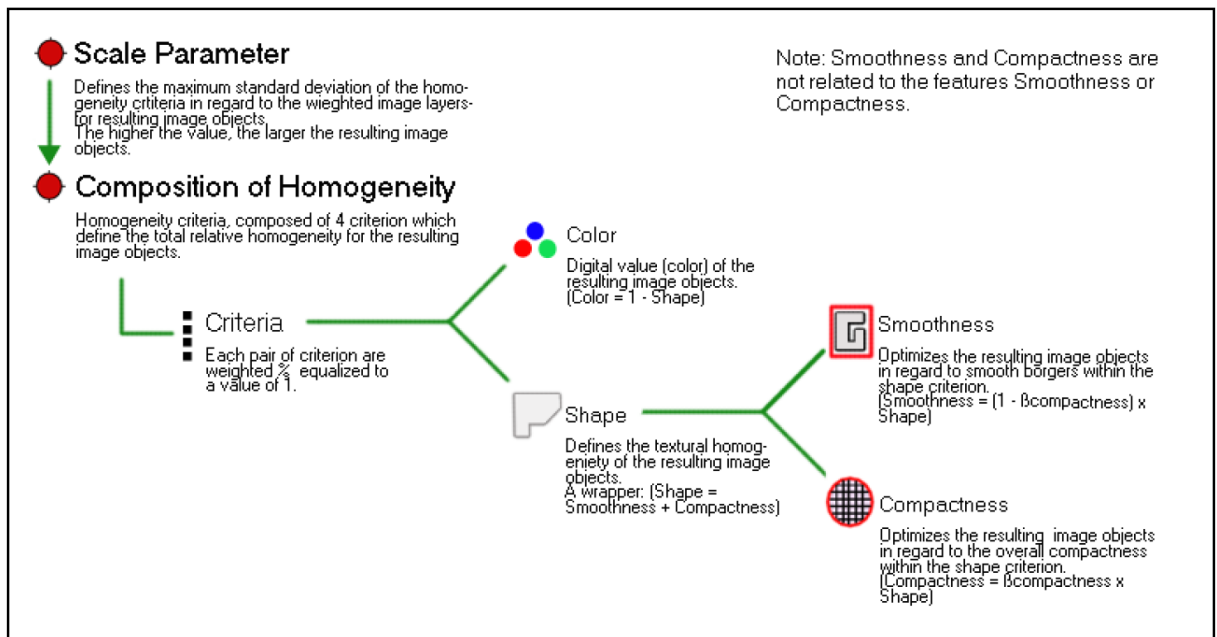 Scale Parameter
Defines the maximum standard deviation of the homo-
geneity critiera in regard to the wieghted image layers-
for resulting image objects.
The higher the value, the larger the resulting image
objects.
Note: Smoothness and Compactness are
not related to the features Smoothness or
Compactness.
Composition of Homogeneity
Homogeneity criteria, composed of 4 criterion which
define the total relative homogeneity for the resulting
image objects.
Color
Digital value (color) of the
resulting image objects.
(Color = 1 - Shape)
Criteria
Each pair of criterion are
weighted % equalized to
a value of 1.
Shape
Defines the textural homog-
eniety of the resulting image
objects.
A wrapper: (Shape =
Smoothness + Compactness)
Smoothness
Optimizes the resulting image objects
in regard to smooth borgers within the
shape criterion.
(Smoothness = (1 - ßcompactness) x
Shape)
Compactness
Optimizes the resulting image objects
in regard to the overall compactness
within the shape criterion.
(Compactness = ßcompactness x
Shape)